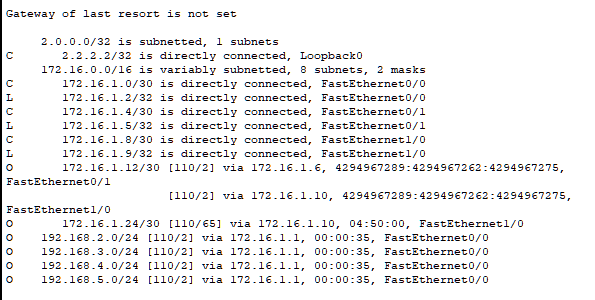 Gateway of last resort is not set
2.0.0.0/32 is subnetted, 1 subnets
C 2.2.2.2/32 is directly connected, Loopback0
172.16.0.0/16 is variably subnetted, 8 subnets, 2 masks
C 172.16.1.0/30 is directly connected, FastEthernet0/0
L 172.16.1.2/32 is directly connected, FastEthernet0/0
C 172.16.1.4/30 is directly connected, FastEthernet0/1
L 172.16.1.5/32 is directly connected, FastEthernet0/1
C 172.16.1.8/30 is directly connected, FastEthernet1/0
L 172.16.1.9/32 is directly connected, FastEthernet1/0
O 172.16.1.12/30 [110/2] via 172.16.1.6, 4294967289:4294967262:4294967275,
FastEthernet0/1
[110/2] via 172.16.1.10, 4294967289:4294967262:4294967275,
FastEthernet1/0
O 172.16.1.24/30 [110/65] via 172.16.1.10, 04:50:00, FastEthernet1/0
O 192.168.2.0/24 [110/2] via 172.16.1.1, 00:00:35, FastEthernet0/0
O 192.168.3.0/24 [110/2] via 172.16.1.1, 00:00:35, FastEthernet0/0
O 192.168.4.0/24 [110/2] via 172.16.1.1, 00:00:35, FastEthernet0/0
O 192.168.5.0/24 [110/2] via 172.16.1.1, 00:00:35, FastEthernet0/0